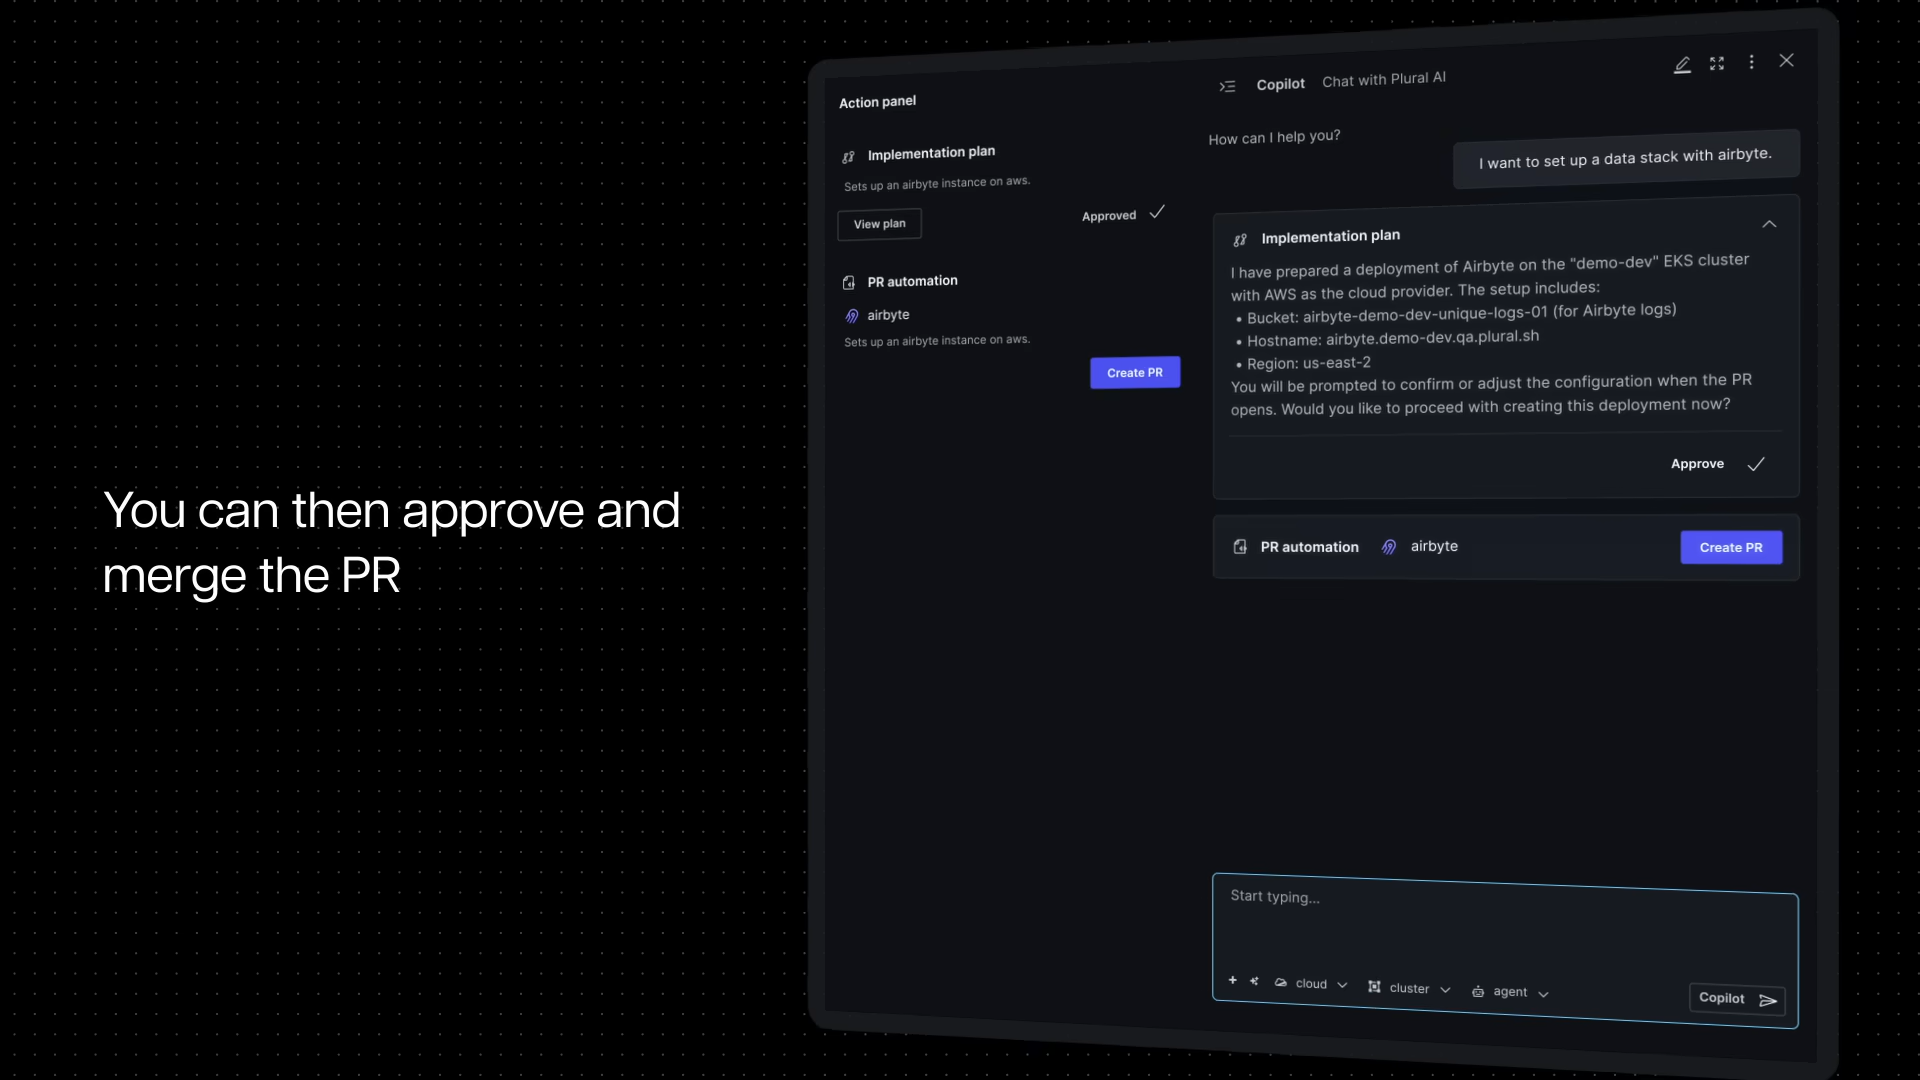 You can then approve and
merge the PR
Action panel
Implementation plan
Sets up an airbyte instance on aws.
View plan
Approved
PR automation
airbyte
Sets up an airbyte instance on aws.
Create PR
Copilot Chat with Plural AI
How can I help you?
I want to set up a data stack with airbyte.
Implementation plan
I have prepared a deployment of Airbyte on the "demo-dev" EKS cluster
with AWS as the cloud provider. The setup includes:
• Bucket: airbyte-demo-dev-unique-logs-01 (for Airbyte logs)
• Hostname: airbyte.demo-dev.qa.plural.sh
• Region: us-east-2
You will be prompted to confirm or adjust the configuration when the PR
opens. Would you like to proceed with creating this deployment now?
Approve
PR automation airbyte Create PR
Start typing...
cloud cluster agent Copilot